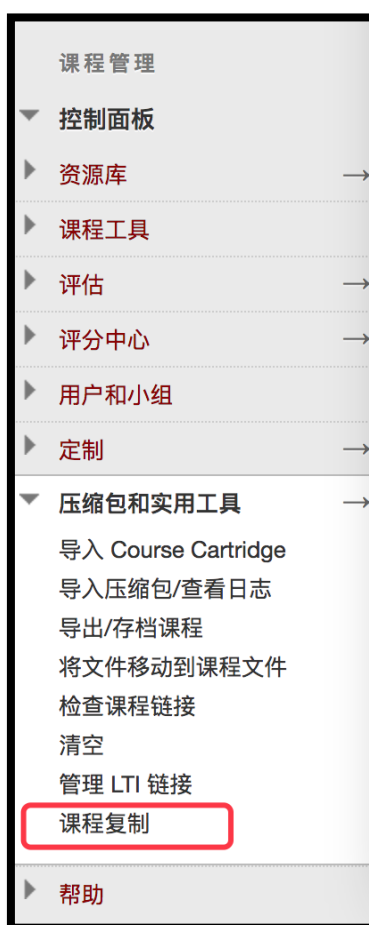 课程管理
控制面板
资源库
课程工具
评估
评分中心
用户和小组
定制
压缩包和实用工具
导入 Course Cartridge
导入压缩包/查看日志
导出/存档课程
将文件移动到课程文件
检查课程链接
清空
管理 LTI 链接
课程复制
帮助